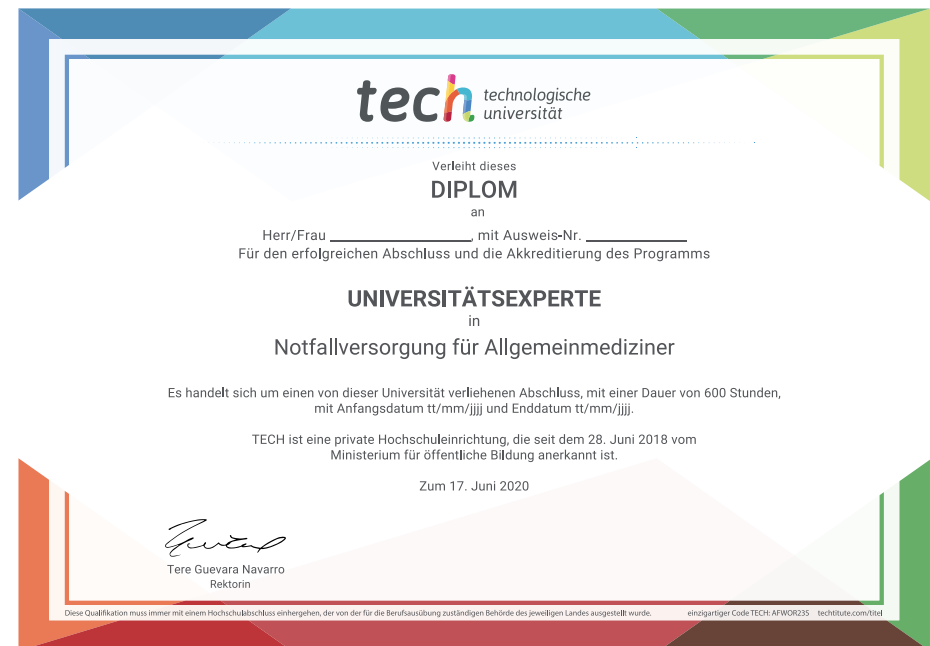 tech technologische
universität
Verleiht dieses
DIPLOM
an
Herr/Frau ____________________, mit Ausweis-Nr. ______________
Für den erfolgreichen Abschluss und die Akkreditierung des Programms
UNIVERSITÄTSEXPERTE
in
Notfallversorgung für Allgemeinmediziner
Es handelt sich um einen von dieser Universität verliehenen Abschluss, mit einer Dauer von 600 Stunden,
mit Anfangsdatum tt/mm/jjjj und Enddatum tt/mm/jjjj.
TECH ist eine private Hochschuleinrichtung, die seit dem 28. Juni 2018 vom
Ministerium für öffentliche Bildung anerkannt ist.
Zum 17. Juni 2020
Tere Guevara Navarro
Rektorin
Diese Qualifikation muss immer mit einem Hochschulabschluss einhergehen, der von der für die Berufsausübung zuständigen Behörde des jeweiligen Landes ausgestellt wurde. einzigartiger Code TECH: AFWOR23S techtitute.com/titel